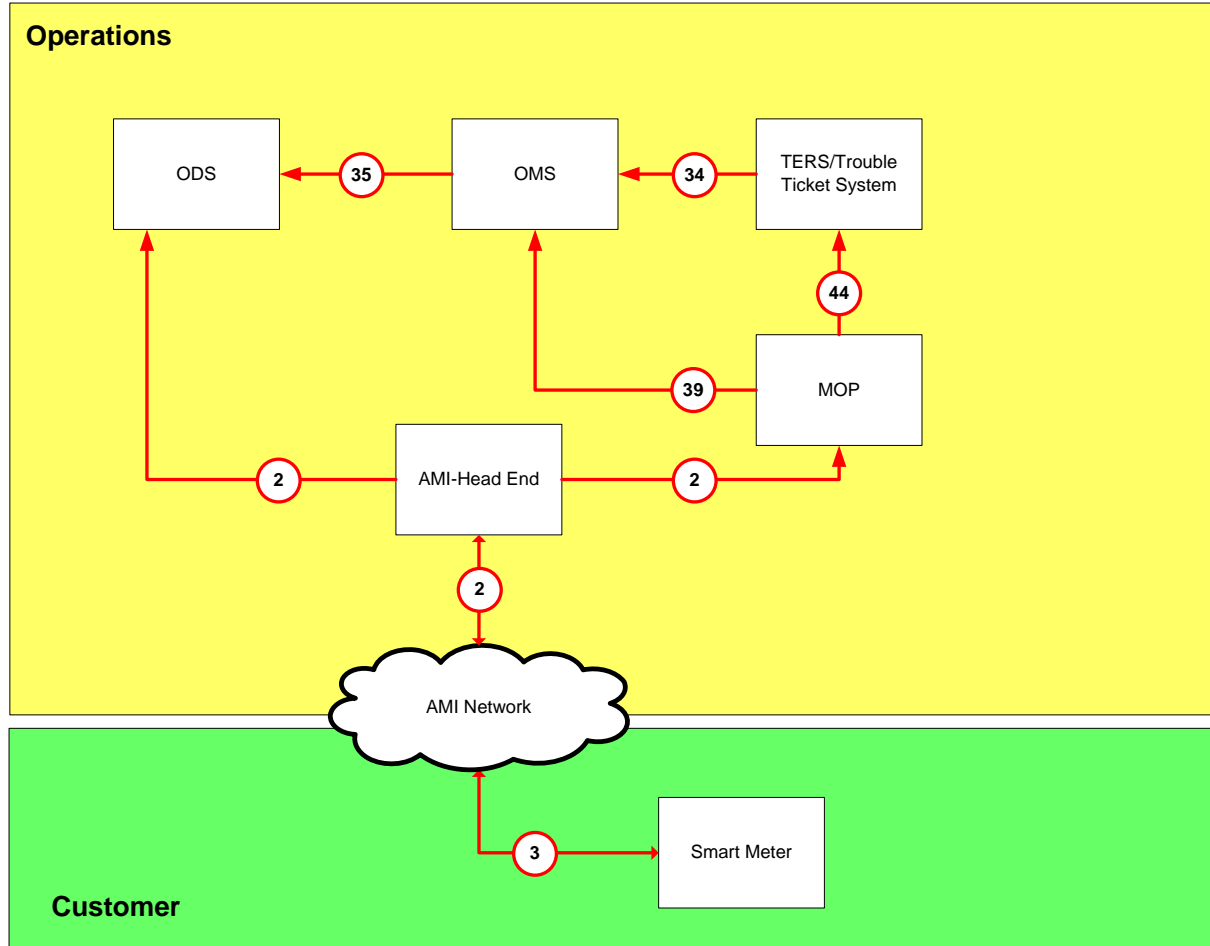 Operations
ODS
35
OMS
34
TERS/Trouble
Ticket System
44
39
MOP
2
AMI-Head End
2
2
AMI Network
3
Smart Meter
Customer